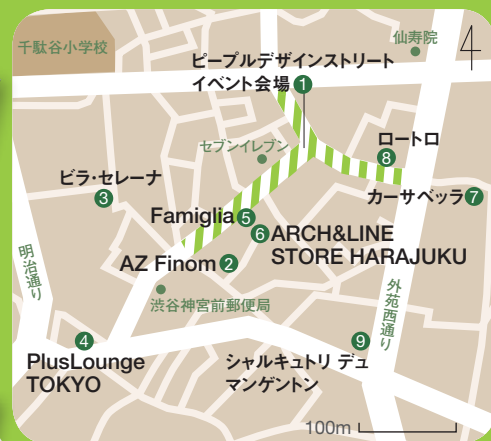 仙寿院
千駄谷小学校
ピープルデザインストリート
イベント会場 1
セブンイレブン
ロートロ
8
ビラ・セレーナ
3
カーサベッラ 7
Famiglia 5
6 ARCH&LINE
STORE HARAJUKU
AZ Finom 2
明治通り
外苑西通り
渋谷神宮前郵便局
4
PlusLounge
TOKYO
9
シャルキュトリ デュ
マンゲントン
100m
4